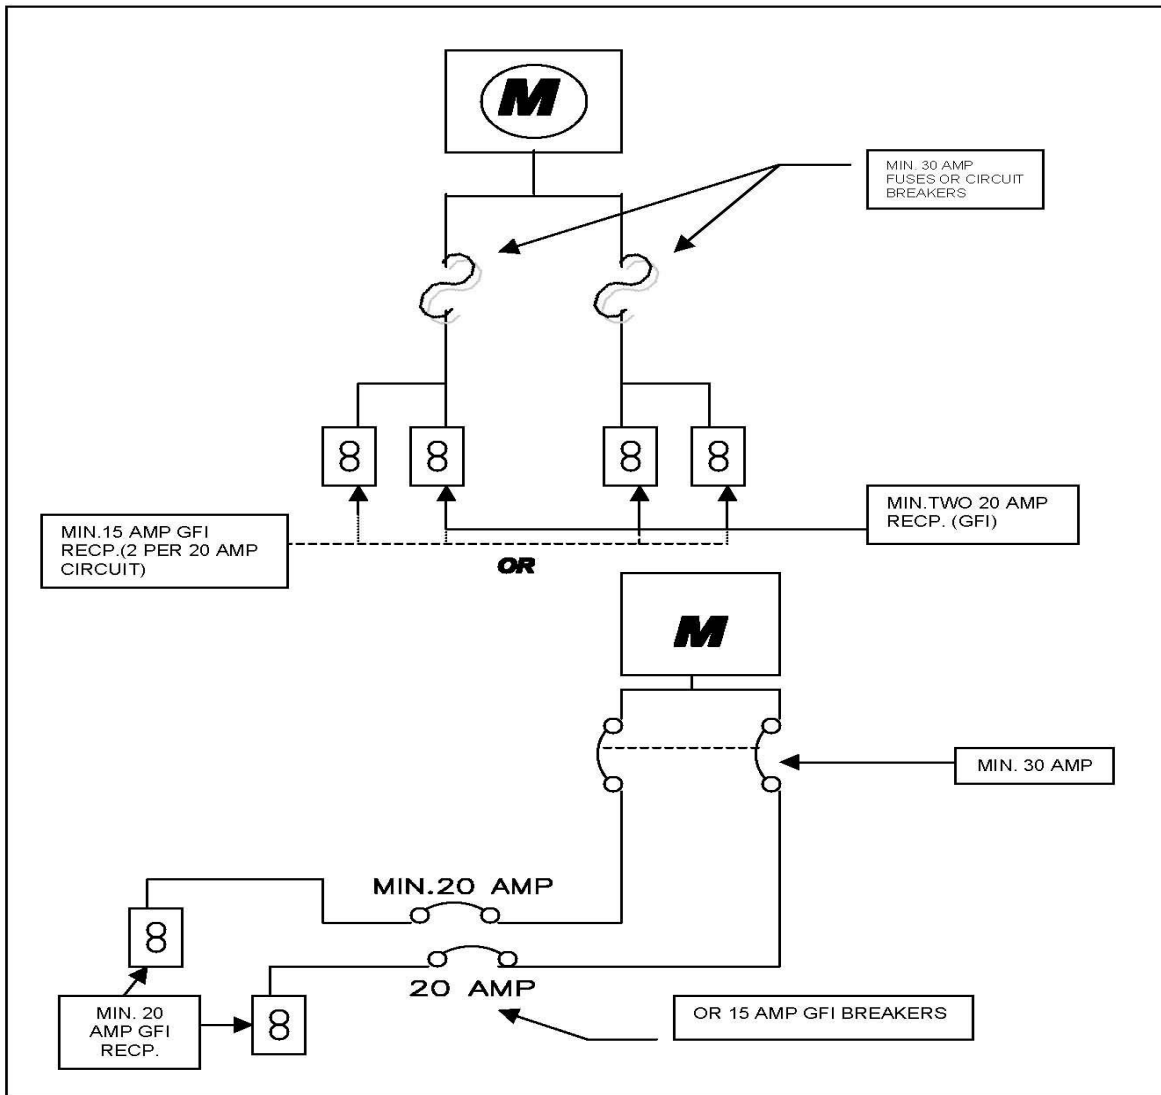 M
MIN. 30 AMP
FUSES OR CIRCUIT
BREAKERS
MIN.TWO 20 AMP
RECP. (GFI)
MIN.15 AMP GFI
RECP.(2 PER 20 AMP
CIRCUIT)
OR
M
MIN. 30 AMP
MIN.20 AMP
20 AMP
MIN. 20
AMP GFI
RECP.
OR 15 AMP GFI BREAKERS